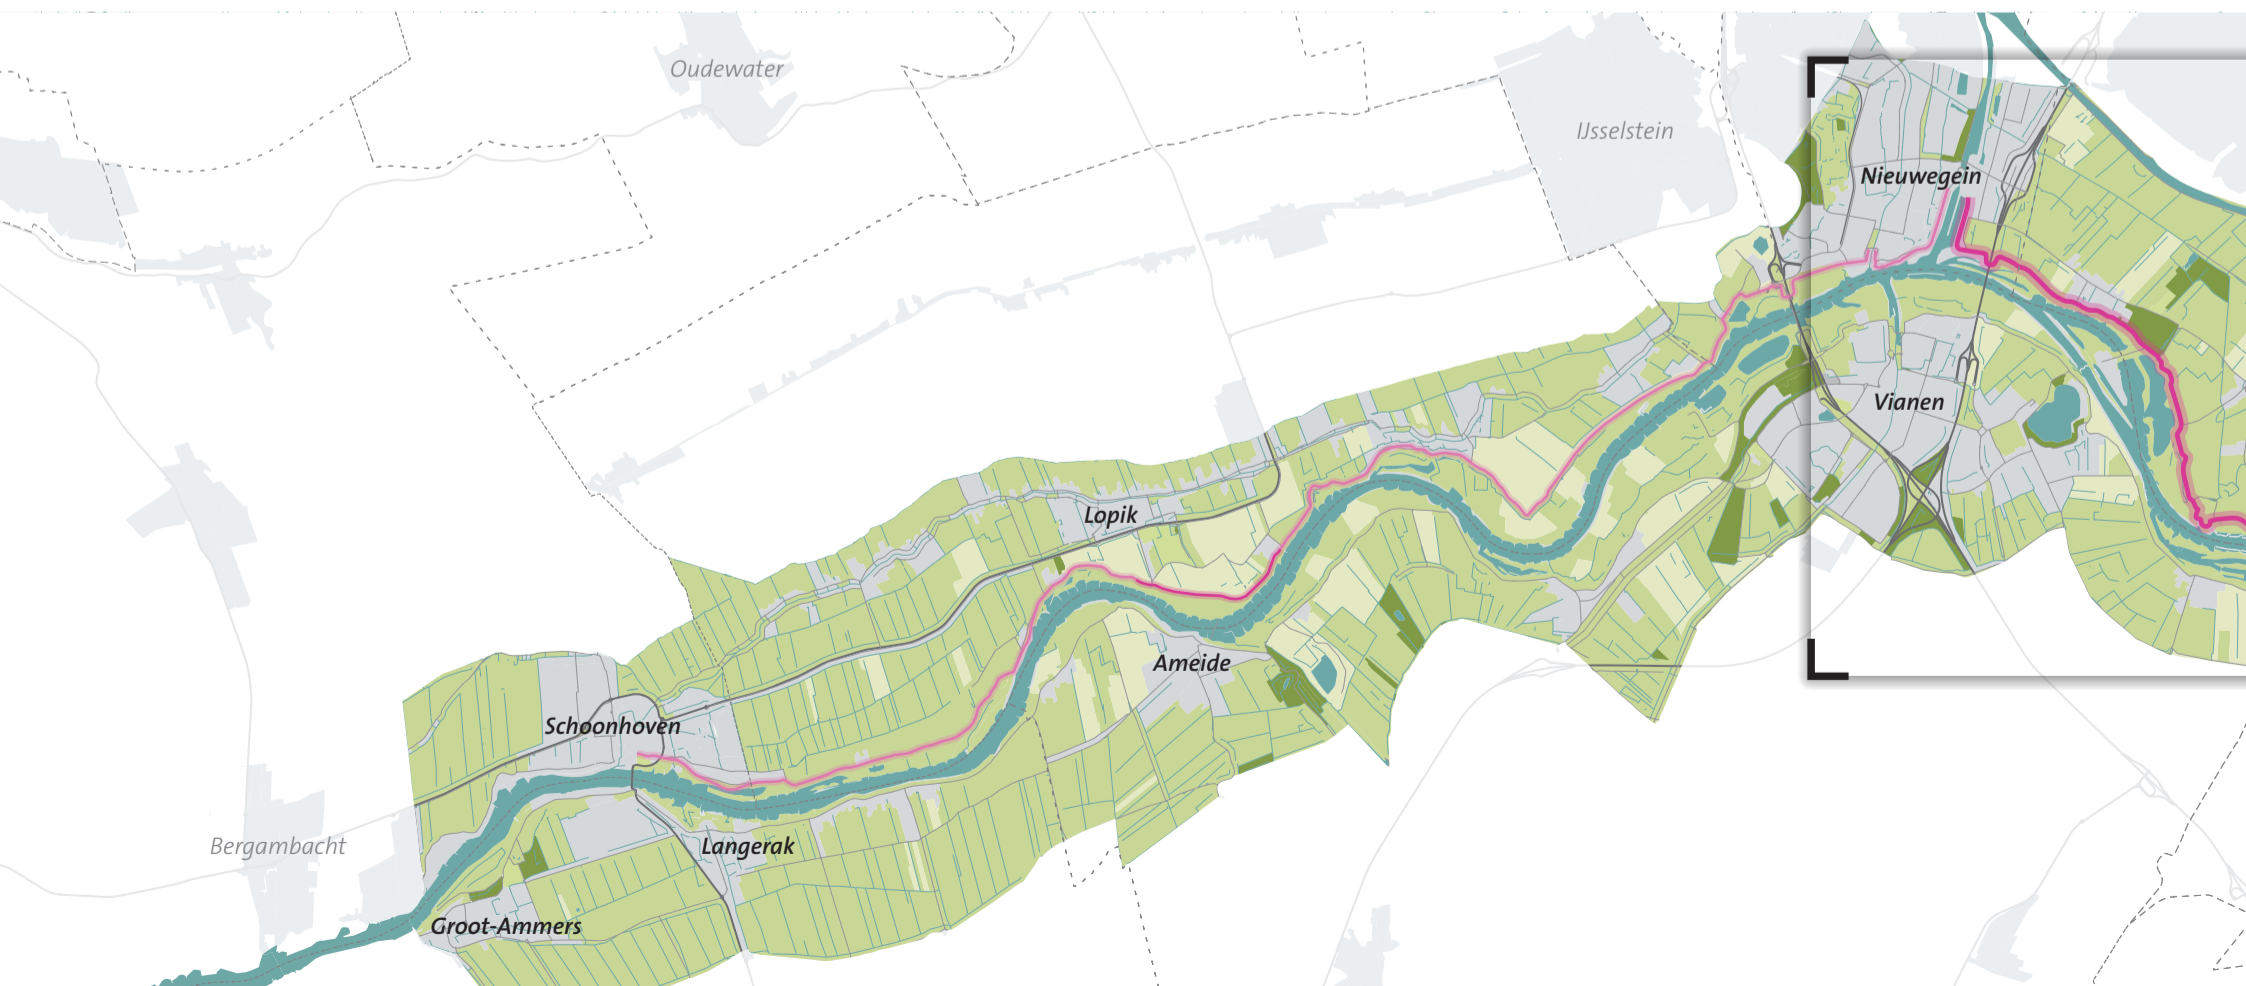 Oudewater
IJsselstein
Nieuwegein
Vianen
Lopik
Ameide
Schoonhoven
Bergambacht
Langerak
Groot-Ammers